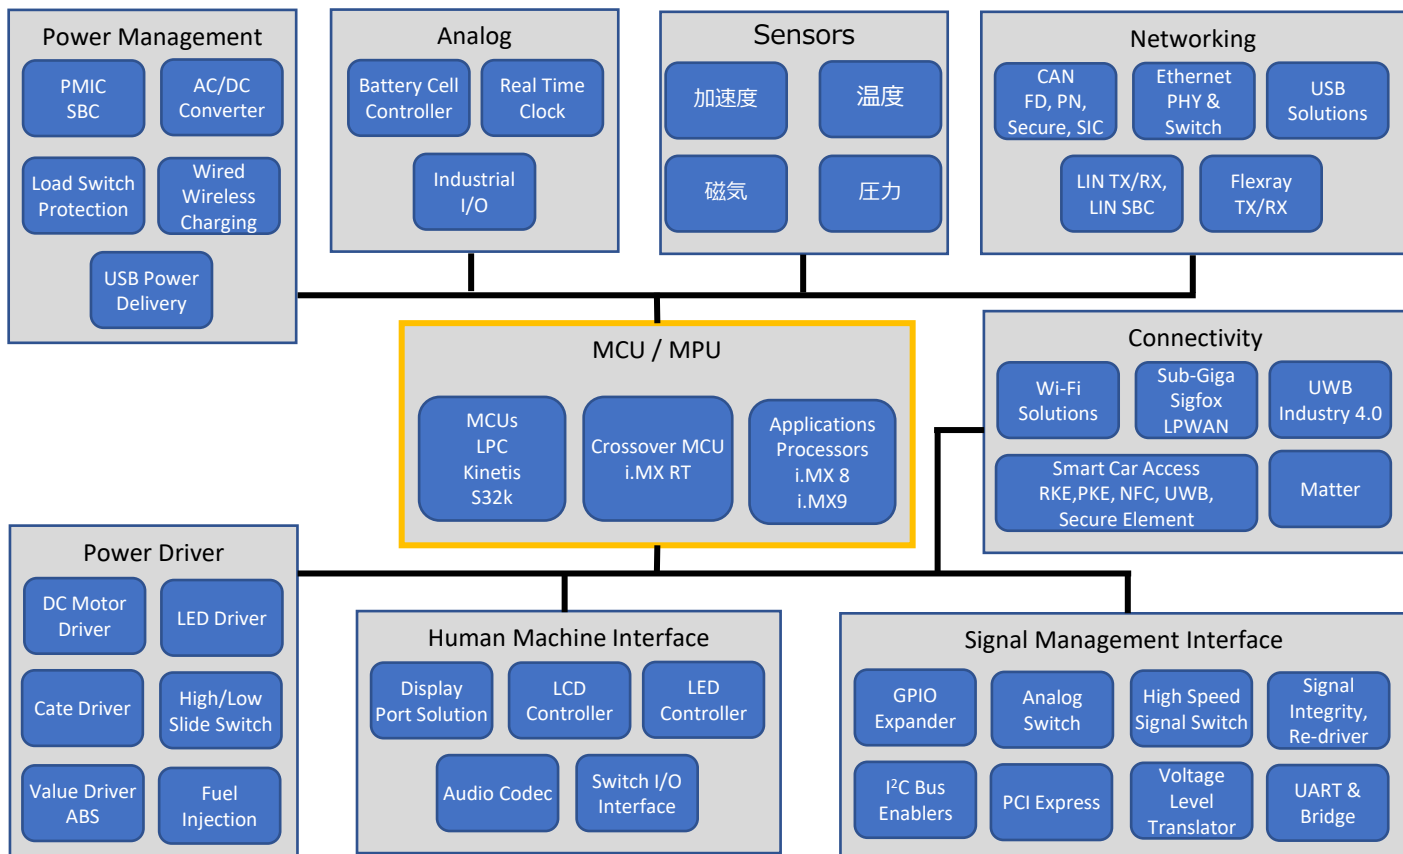 Power Management
PMIC
SBC
AC/DC
Converter
Load Switch
Protection
Wired
Wireless
Charging
USB Power
Delivery
Analog
Battery Cell
Controller
Real Time
Clock
Industrial
I/O
Sensors
加速度
温度
磁気
圧力
Networking
CAN
FD, PN,
Secure, SIC
Ethernet
PHY &
Switch
USB
Solutions
LIN TX/RX,
LIN SBC
Flexray
TX/RX
MCU / MPU
MCUs
LPC
Kinetis
S32k
Crossover MCU
i.MX RT
Applications
Processors
i.MX 8
i.MX9
Connectivity
Wi-Fi
Solutions
Sub-Giga
Sigfox
LPWAN
UWB
Industry 4.0
Smart Car Access
RKE,PKE, NFC, UWB,
Secure Element
Matter
Power Driver
DC Motor
Driver
LED Driver
Cate Driver
High/Low
Slide Switch
Value Driver
ABS
Fuel
Injection
Human Machine Interface
Display
Port Solution
LCD
Controller
LED
Controller
Audio Codec
Switch I/O
Interface
Signal Management Interface
GPIO
Expander
Analog
Switch
High Speed
Signal Switch
Signal
Integrity,
Re-driver
I²C Bus
Enablers
PCI Express
Voltage
Level
Translator
UART &
Bridge